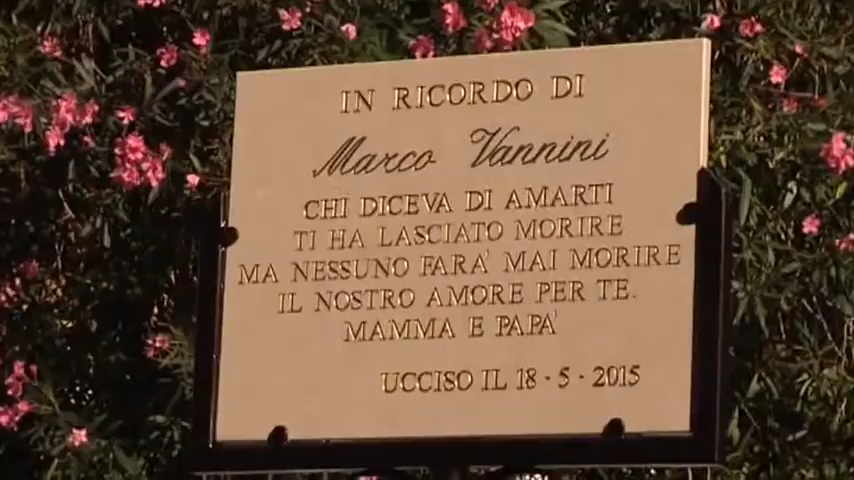 IN RICORDO DI
Marco Vannini
CHI DICEVA DI AMARTI
TI HA LASCIATO MORIRE
MA NESSUNO FARA' MAI MORIRE
IL NOSTRO AMORE PER TE.
MAMMA E PAPA'
UCCISO IL 18 - 5 - 2015